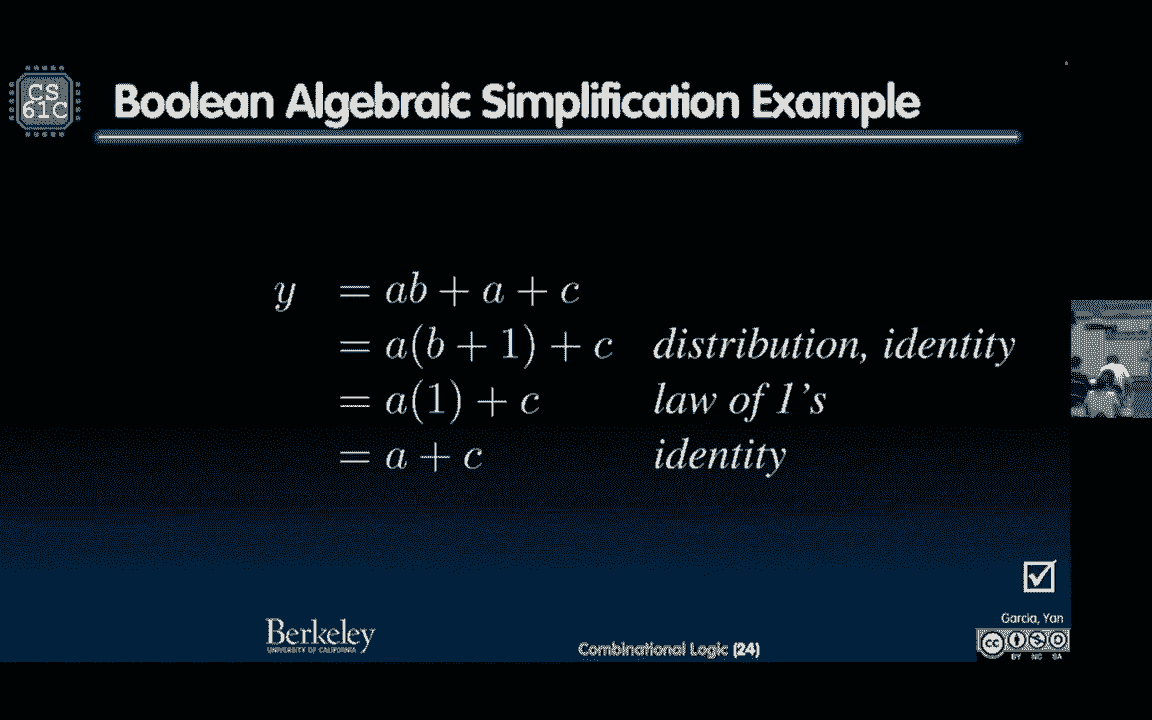 CS
61C
Boolean Algebraic Simplification Example
y = ab + a + c
= a(b + 1) + c distribution, identity
= a(1) + c law of 1's
= a + c identity
Garcia, Yan
Berkeley
UNIVERSITY OF CALIFORNIA
Combinational Logic (24)
cc
BY NC SA